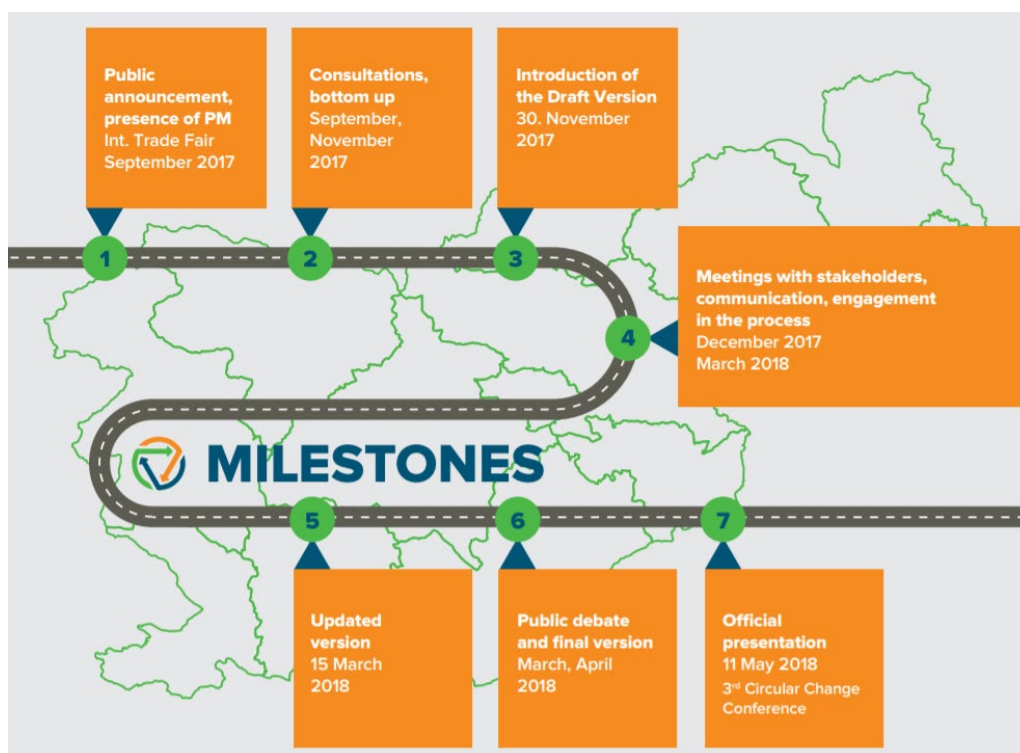 Public
announcement,
presence of PM
Int. Trade Fair
September 2017
Consultations,
bottom up
September,
November
2017
Introduction of
the Draft Version
30. November
2017
1
2
3
Meetings with stakeholders,
communication, engagement
in the process
December 2017
March 2018
4
MILESTONES
5
6
7
Updated
version
15 March
2018
Public debate
and final version
March, April
2018
Official
presentation
11 May 2018
3rd Circular Change
Conference